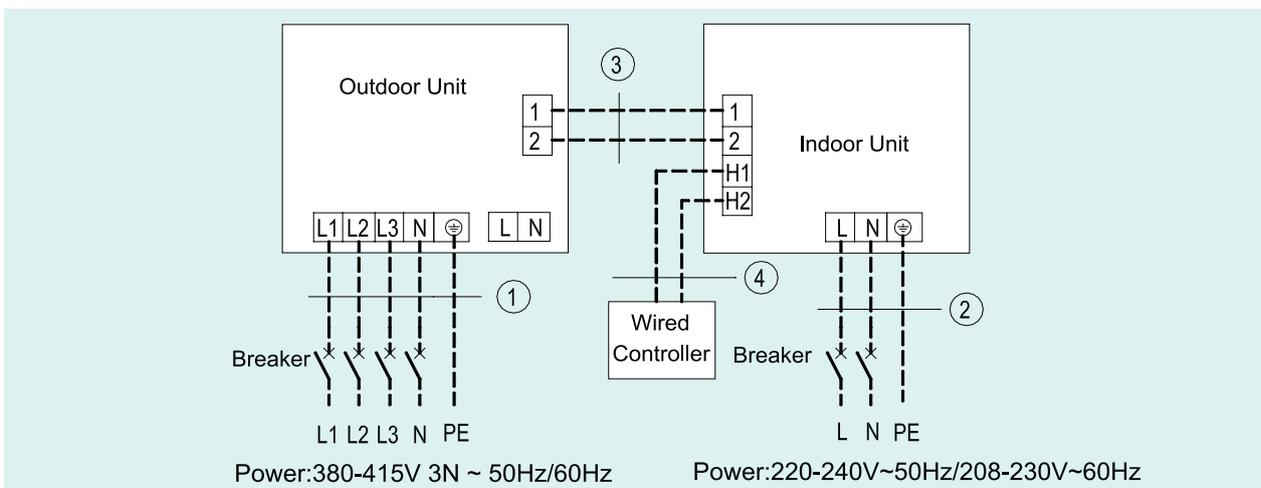 Outdoor Unit
1
2
L1 L2 L3 N
L N
3
Indoor Unit
1
2
H1
H2
L N
1
4
2
Wired
Controller
Breaker
L1 L2 L3 N PE
Power:380-415V 3N ~ 50Hz/60Hz
Breaker
L N PE
Power:220-240V~50Hz/208-230V~60Hz